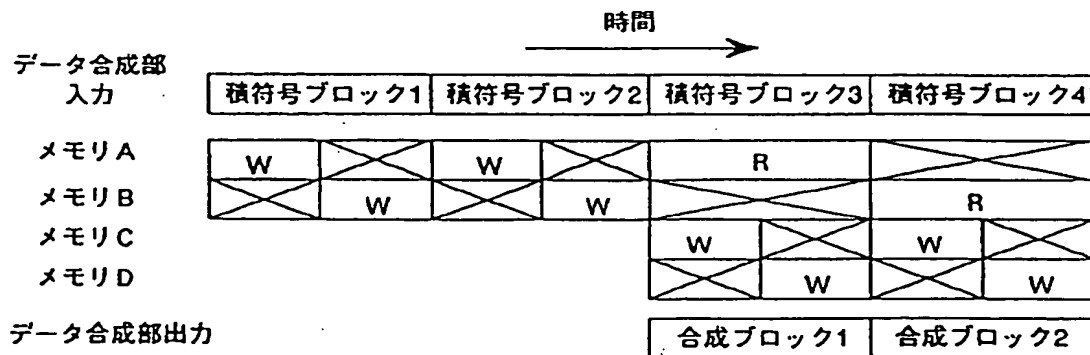 時間
データ合成部
入力
積符号ブロック1 積符号ブロック2 積符号ブロック3 積符号ブロック4
メモリA W W R
メモリB W W R
メモリC W W
メモリD W W
データ合成部出力 合成ブロック1 合成ブロック2